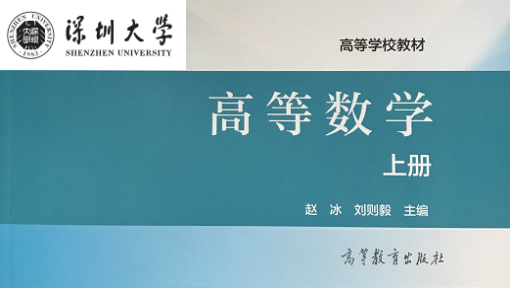 深圳大学
SHENZHEN UNIVERSITY
1983
高等学校教材
高等数学
上册
赵 冰 刘则毅 主编
高等教育出版社